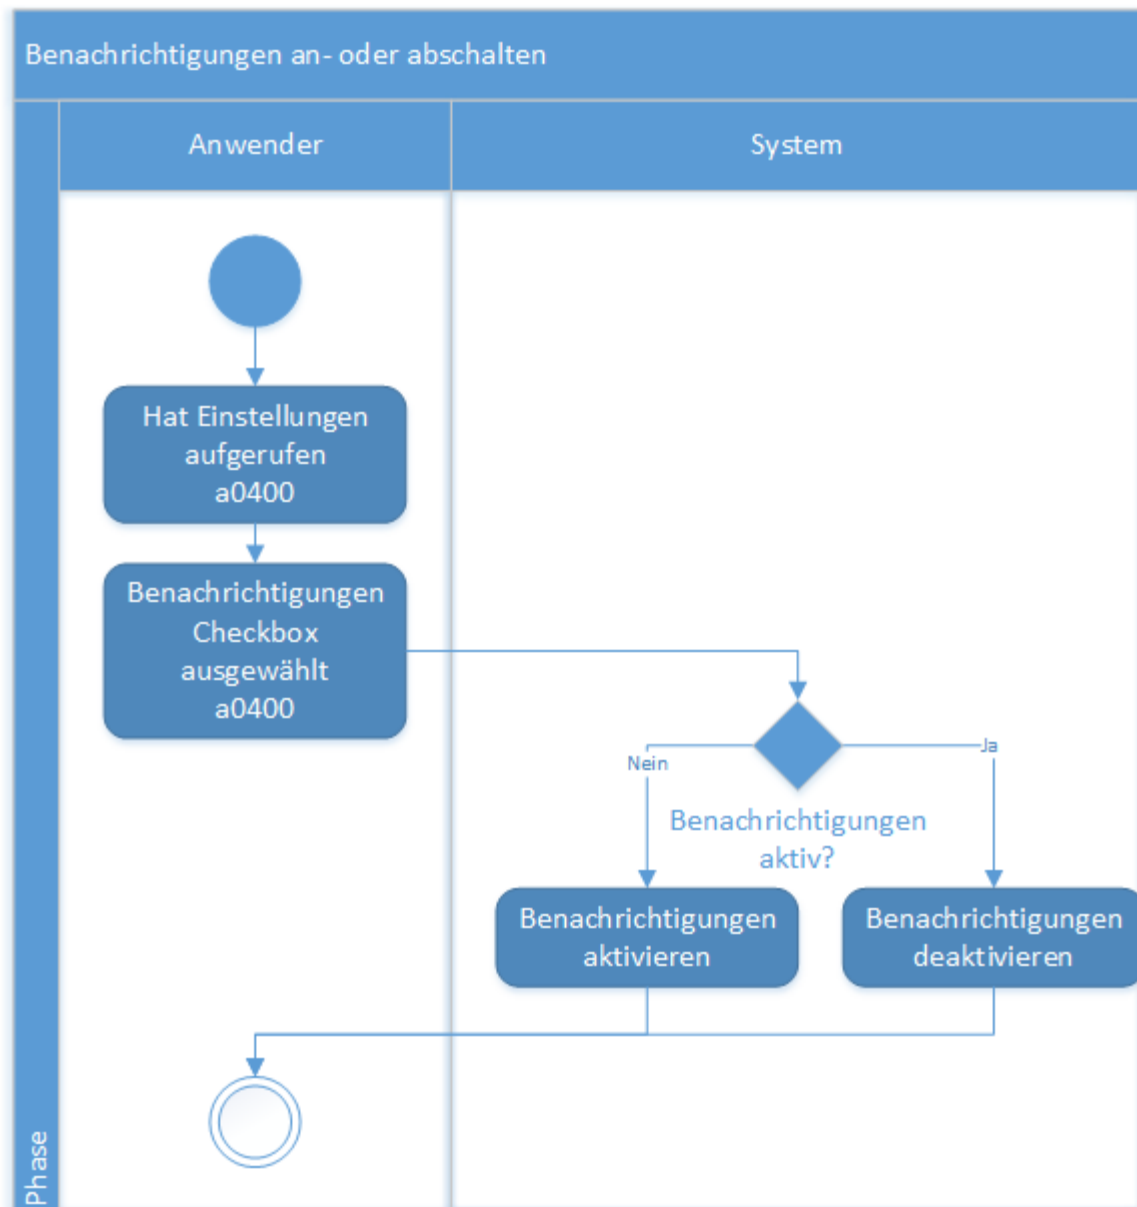 Benachrichtigungen an- oder abschalten
Anwender
System
Hat Einstellungen
aufgerufen
a0400
Benachrichtigungen
Checkbox
ausgewählt
a0400
Nein
Ja
Benachrichtigungen
aktiv?
Benachrichtigungen
aktivieren
Benachrichtigungen
deaktivieren
Phase